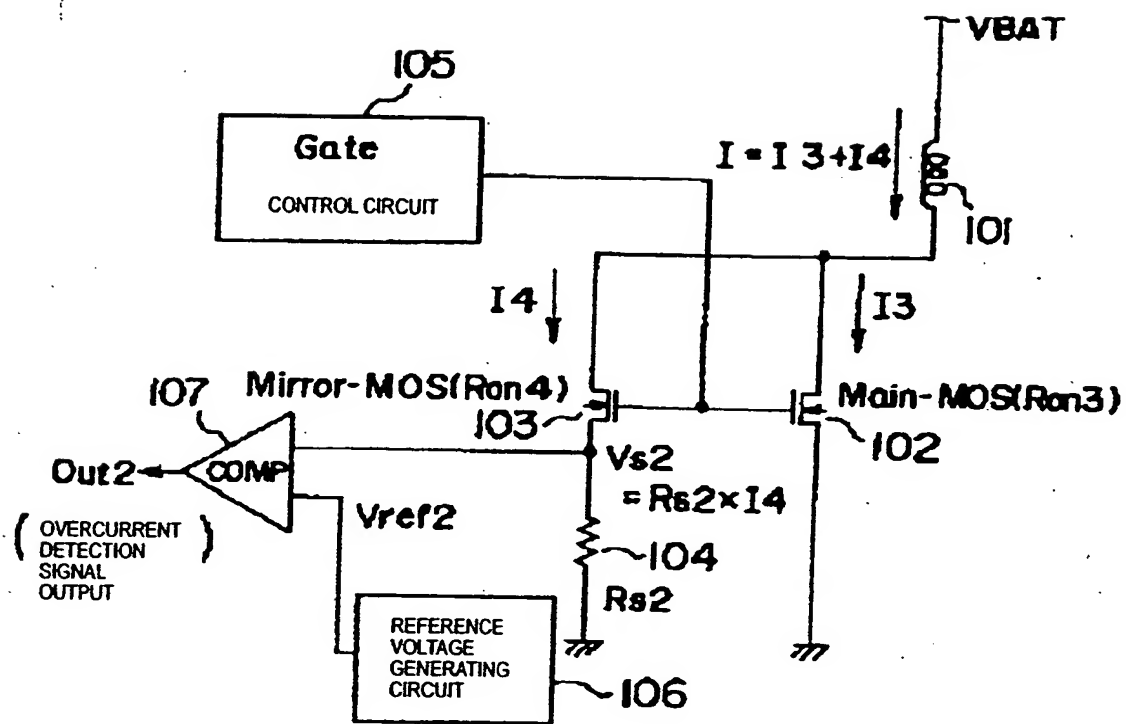 VBAT
105
Gate
CONTROL CIRCUIT
I = I3+I4
101
I4
I3
107
Mirror-MOS(Ron4)
103
Main-MOS(Ron3)
102
Out2
COMP
Vs2
= Rs2×I4
Vref2
(OVERCURRENT
DETECTION
SIGNAL
OUTPUT)
104
Rs2
REFERENCE
VOLTAGE
GENERATING
CIRCUIT
106